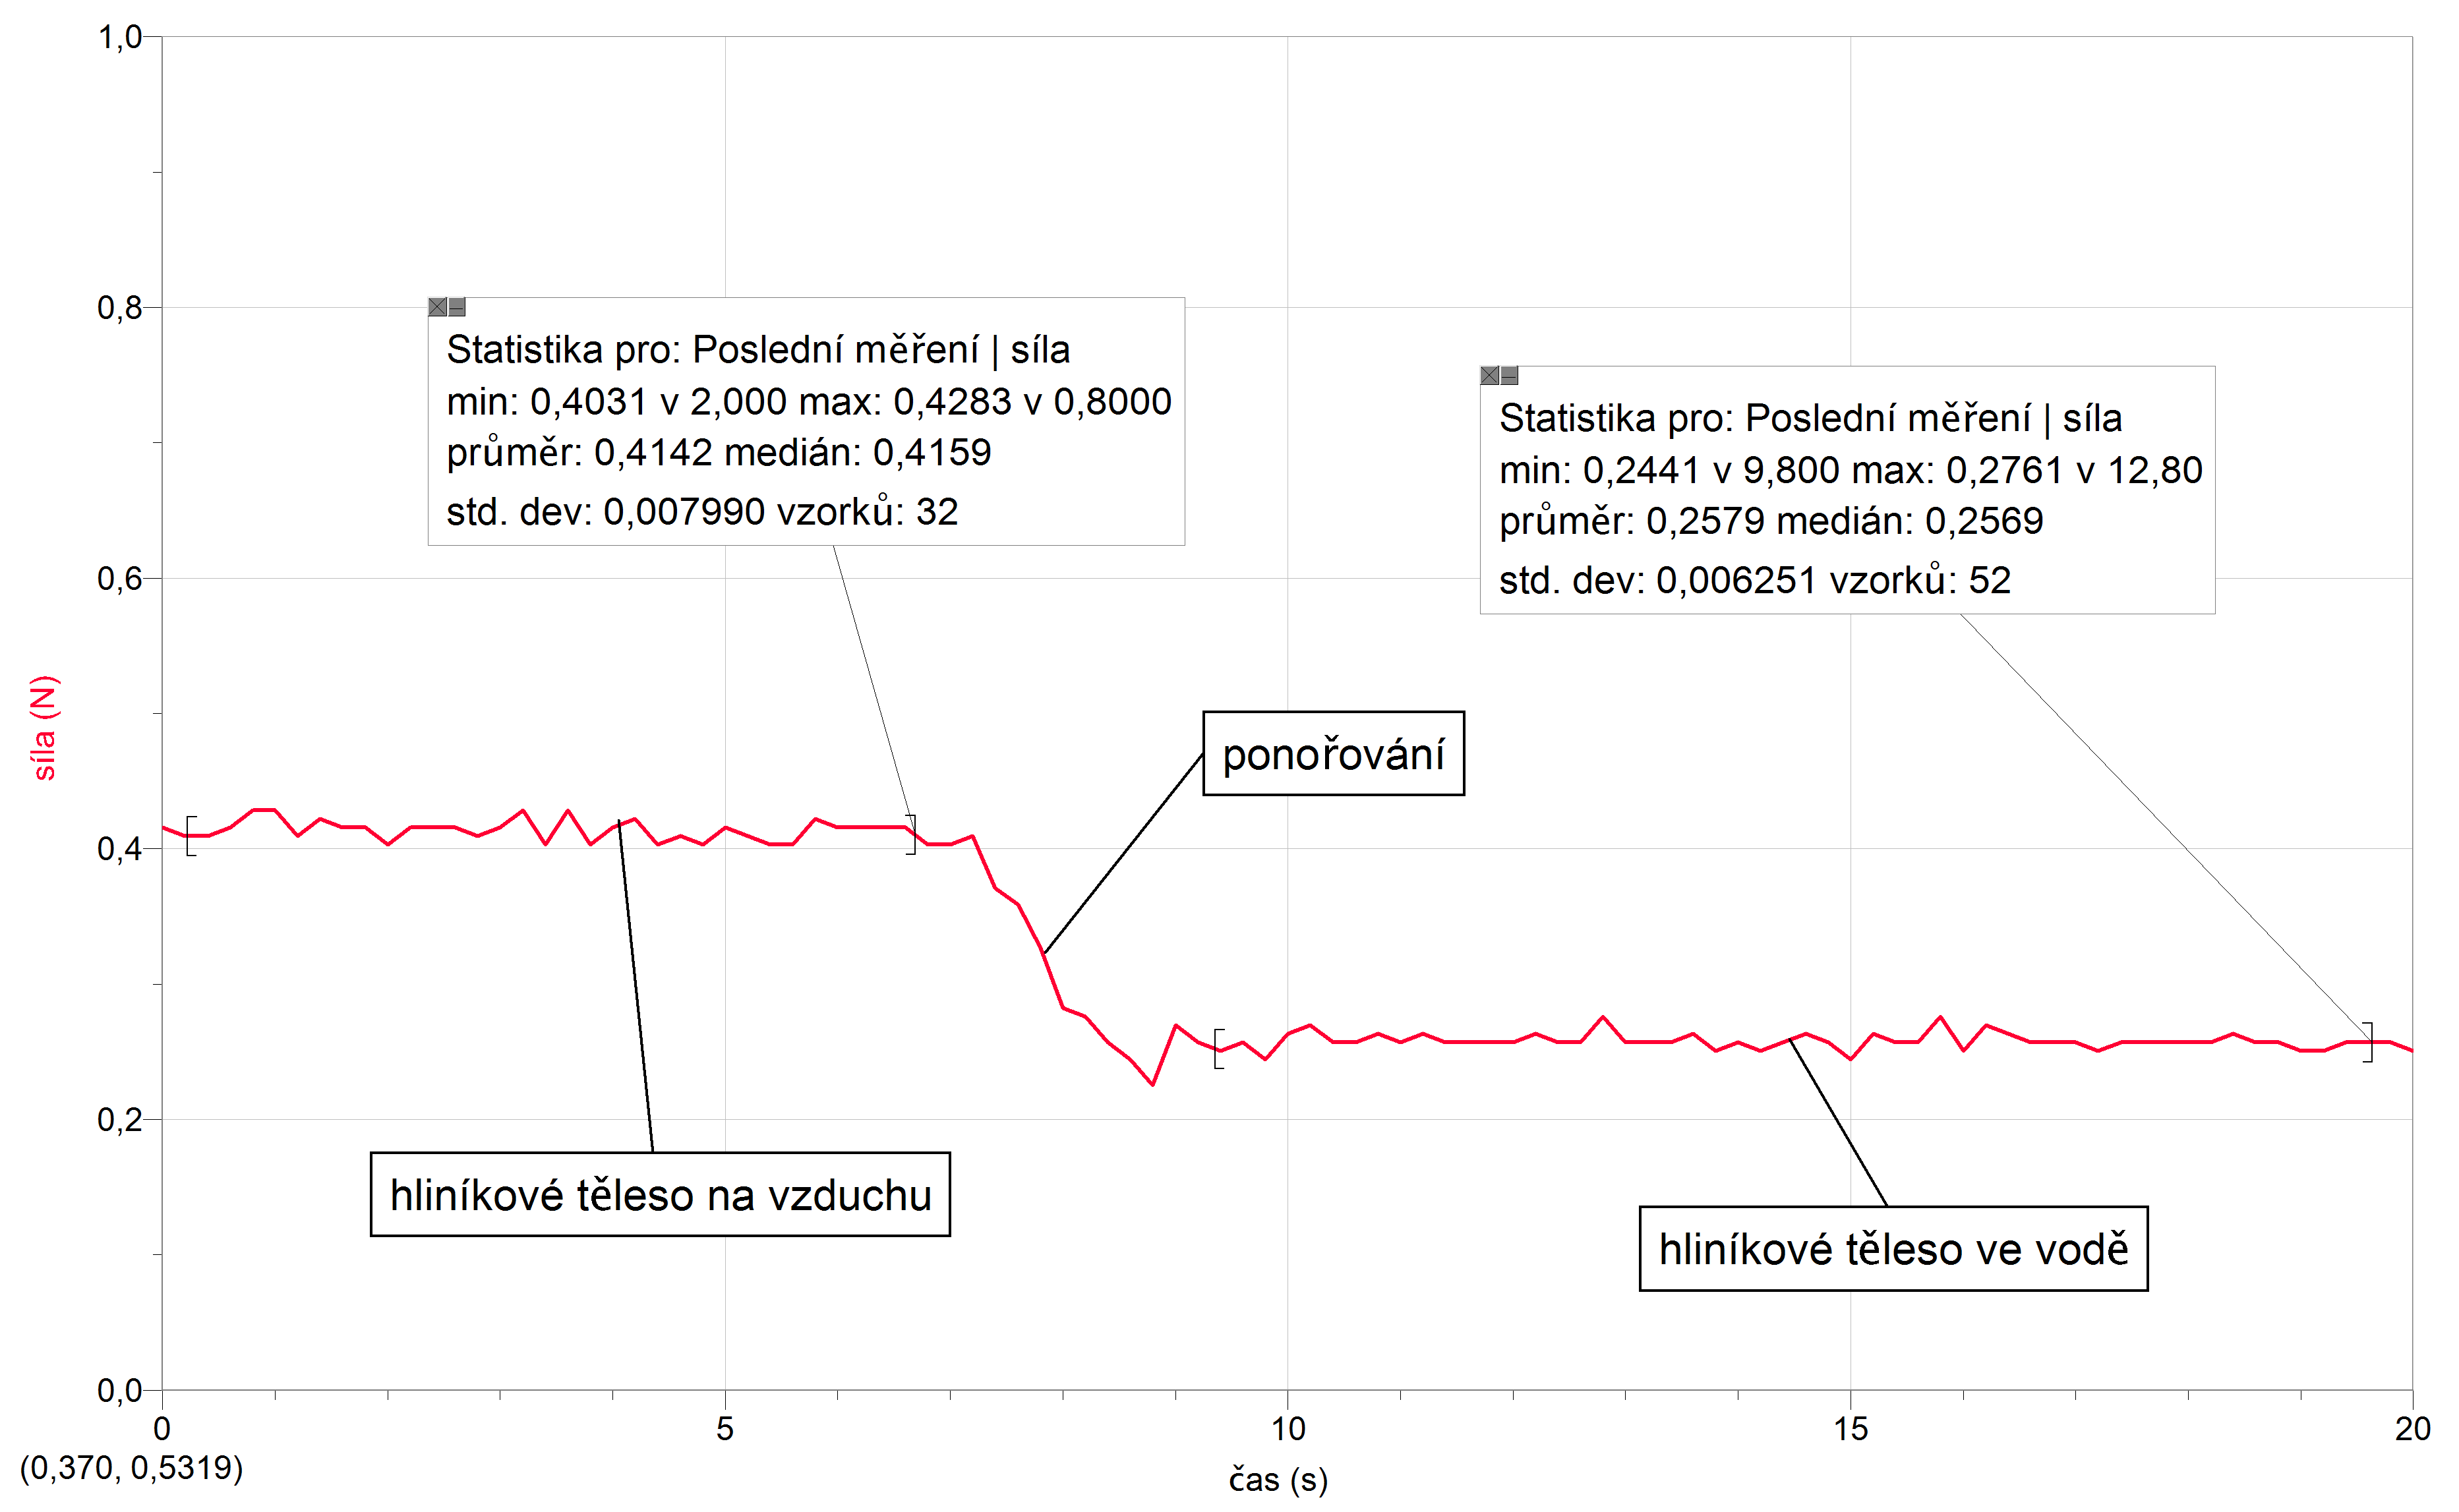 1,0
0,8
0,6
0,4
0,2
0,0
síla (N)
Statistika pro: Poslední měření | síla
min: 0,4031 v 2,000 max: 0,4283 v 0,8000
průměr: 0,4142 medián: 0,4159
std. dev: 0,007990 vzorků: 32
Statistika pro: Poslední měření | síla
min: 0,2441 v 9,800 max: 0,2761 v 12,80
průměr: 0,2579 medián: 0,2569
std. dev: 0,006251 vzorků: 52
ponořování
hliníkové těleso na vzduchu
hliníkové těleso ve vodě
0 5 10 15 20
(0,370, 0,5319)
čas (s)